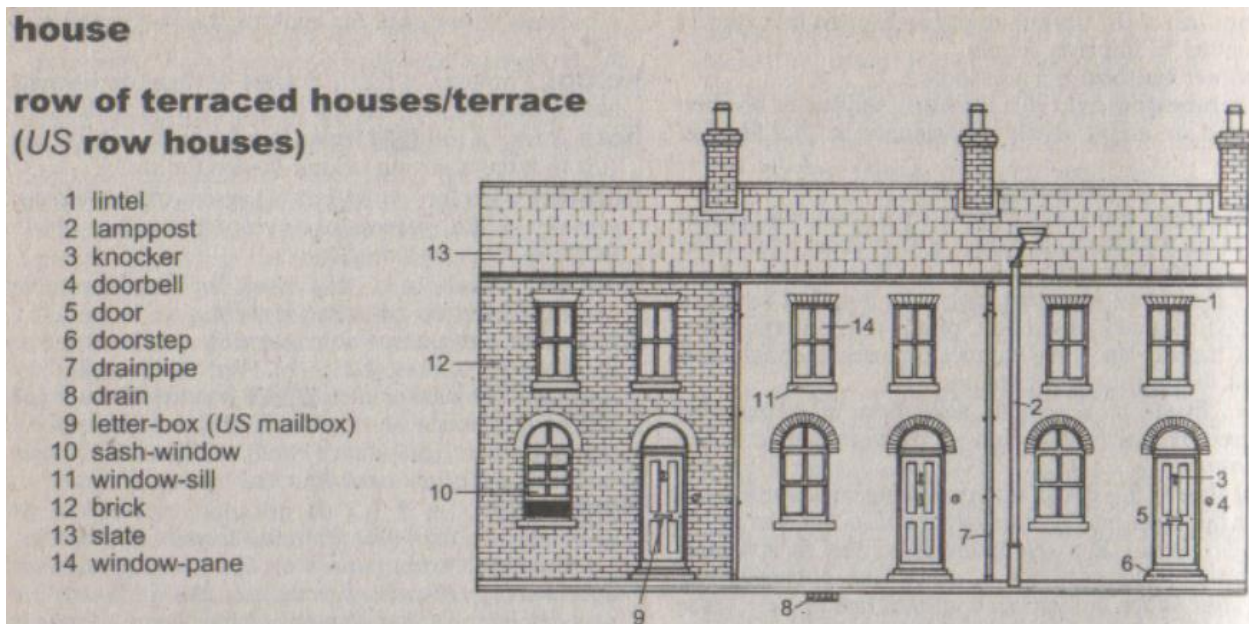 house
row of terraced houses/terrace
(US row houses)
1 lintel
2 lamppost
3 knocker
4 doorbell
5 door
6 doorstep
7 drainpipe
8 drain
9 letter-box (US mailbox)
10 sash-window
11 window-sill
12 brick
13 slate
14 window-pane
13
1
14
12
11
2
10
3
4
5
7
6
8
9